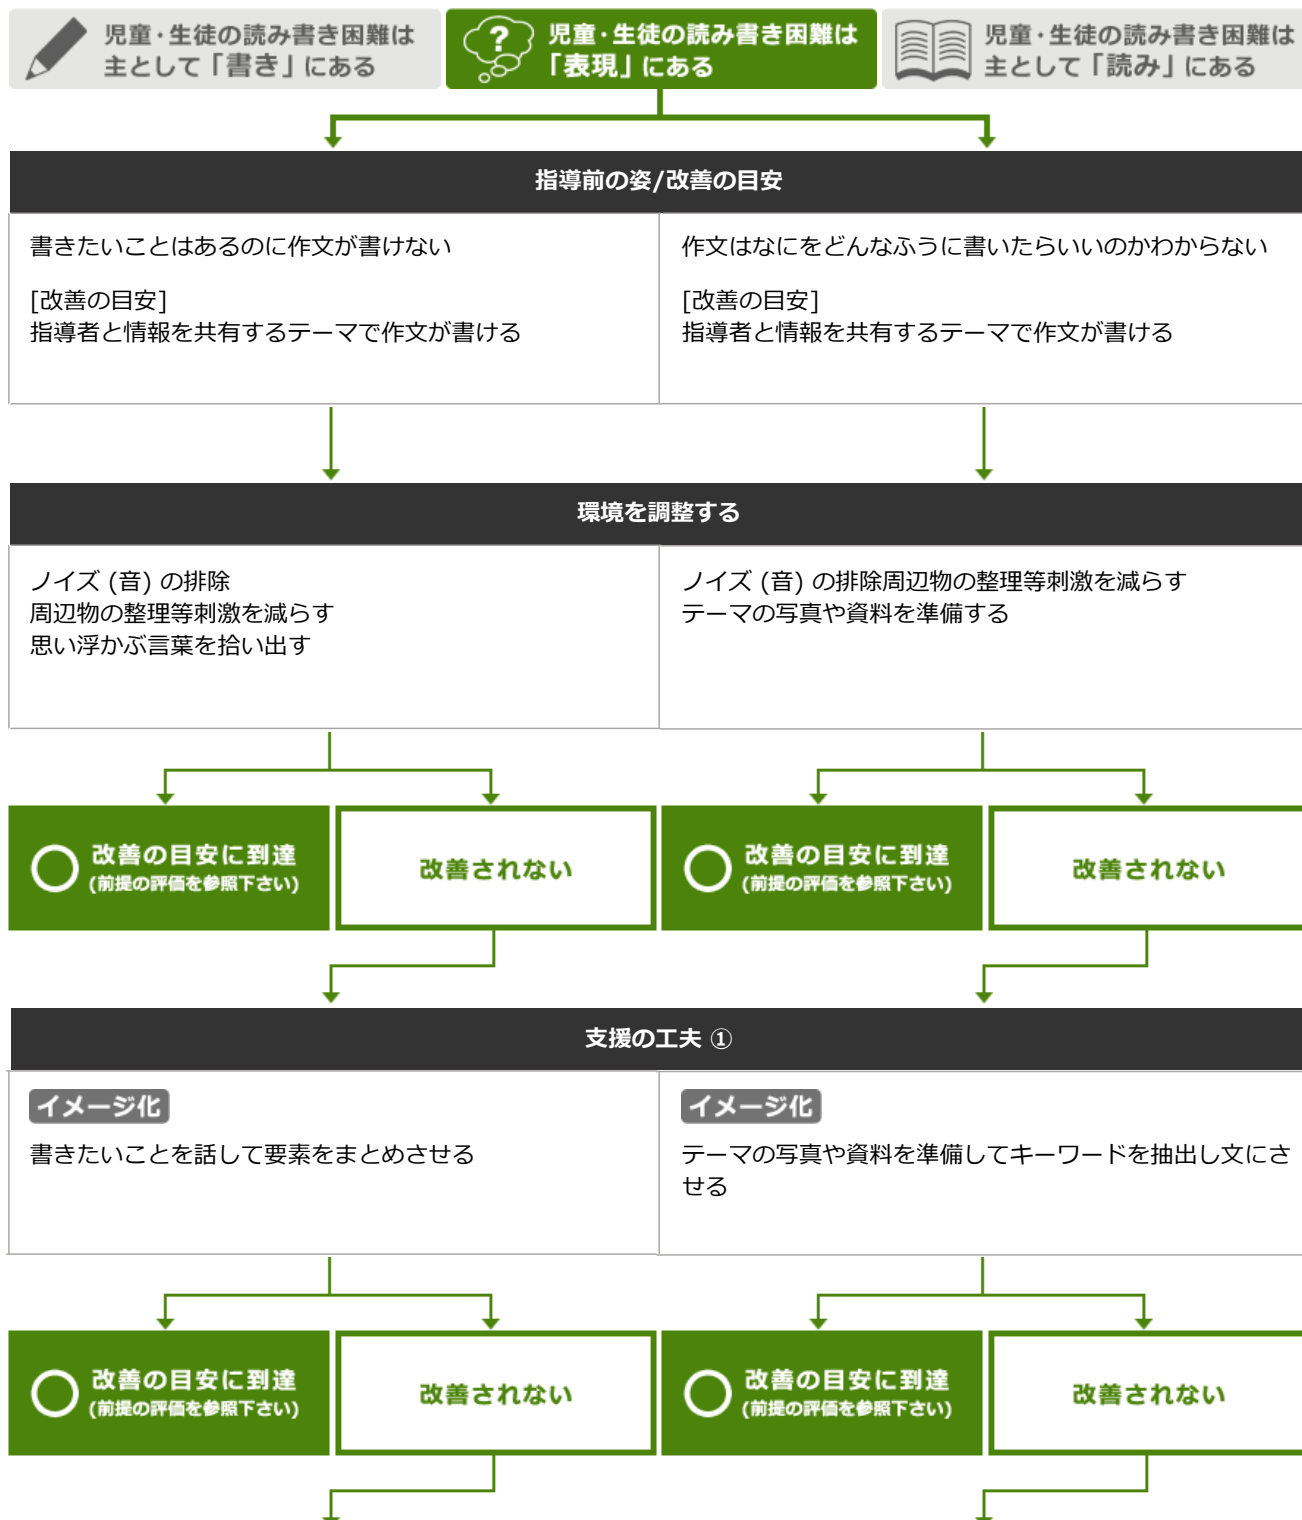 児童・生徒の読み書き困難は
主として「書き」にある
?
児童・生徒の読み書き困難は
「表現」にある
児童・生徒の読み書き困難は
主として「読み」にある
指導前の姿/改善の目安
書きたいことはあるのに作文が書けない
[改善の目安]
指導者と情報を共有するテーマで作文が書ける
作文はなにをどんなふうに書いたらいいのかわからない
[改善の目安]
指導者と情報を共有するテーマで作文が書ける
環境を調整する
ノイズ (音) の排除
周辺物の整理等刺激を減らす
思い浮かぶ言葉を拾い出す
ノイズ (音) の排除周辺物の整理等刺激を減らす
テーマの写真や資料を準備する
改善の目安に到達
(前提の評価を参照下さい)
改善されない
改善の目安に到達
(前提の評価を参照下さい)
改善されない
支援の工夫 ①
イメージ化
書きたいことを話して要素をまとめさせる
イメージ化
テーマの写真や資料を準備してキーワードを抽出し文にさ
せる
改善の目安に到達
(前提の評価を参照下さい)
改善されない
改善の目安に到達
(前提の評価を参照下さい)
改善されない